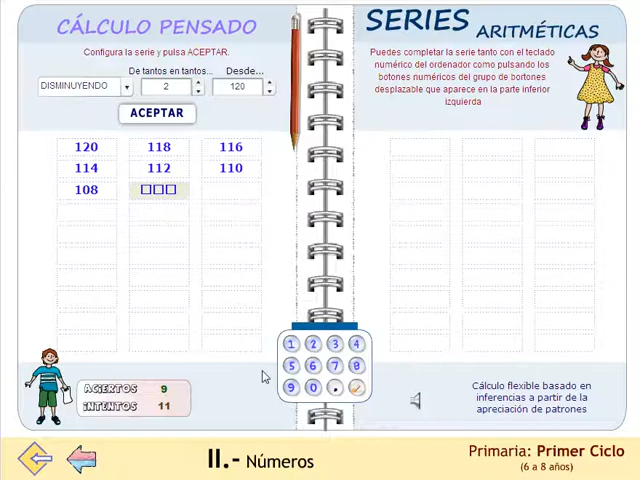 CÁLCULO PENSADO
Configura la serie y pulsa ACEPTAR.
De tantos en tantos... Desde...
DISMINUYENDO 2 120
ACEPTAR
120 118 116
114 112 110
108
ACIERTOS 9
INTENTOS 11
SERIES ARITMÉTICAS
Puedes completar la serie tanto con el teclado
numérico del ordenador como pulsando los
botones numéricos del grupo de bortones
desplazable que aparece en la parte inferior
izquierda
1 2 3 4
5 6 7 8
9 0 .
Cálculo flexible basado en
inferencias a partir de la
apreciación de patrones
II.- Números
Primaria: Primer Ciclo
(6 a 8 años)